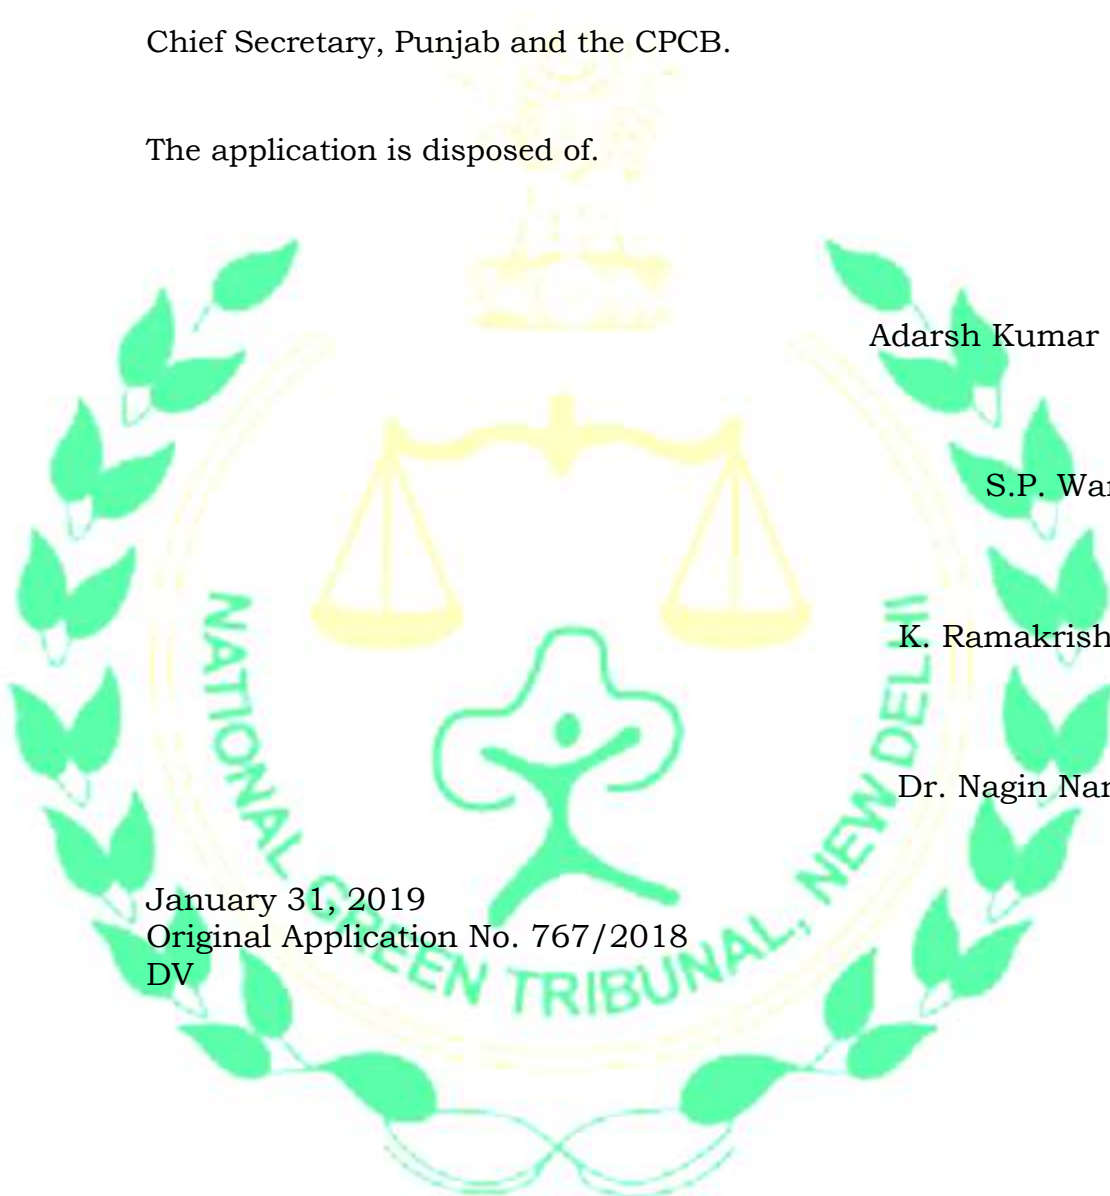 Chief Secretary, Punjab and the CPCB.
The application is disposed of.
Adarsh Kumar
S.P.
K.
Dr. Nagin
January 31, 2019
Original Application No. 767/2018
DV
NATIONAL GREEN TRIBUNAL, NEW DELHI